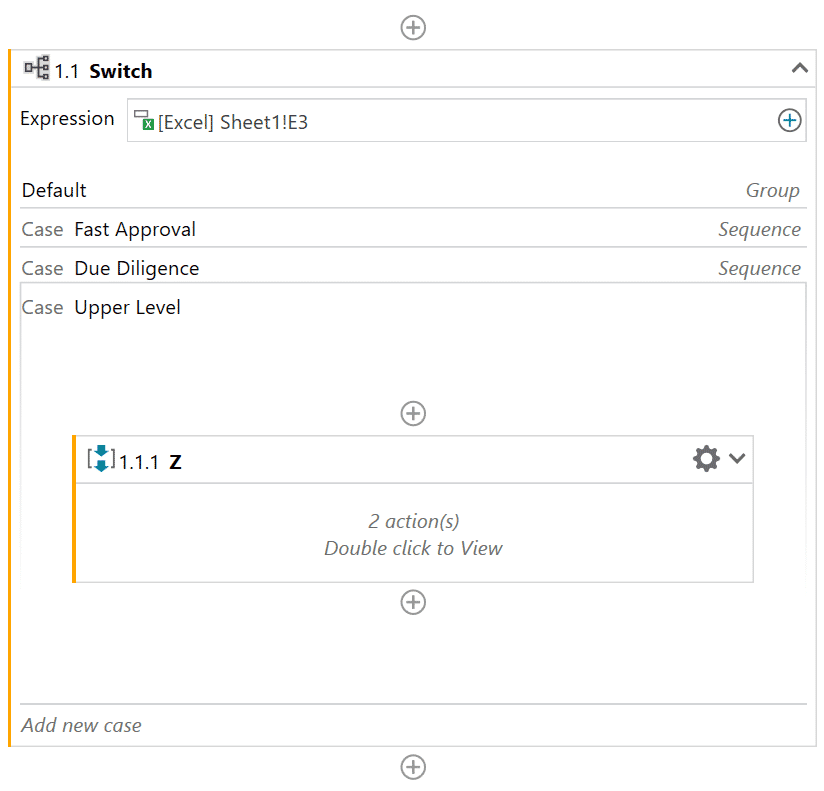 1.1 Switch
Expression [Excel] Sheet1!E3
Default Group
Case Fast Approval Sequence
Case Due Diligence Sequence
Case Upper Level
1.1.1 Z
2 action(s)
Double click to View
Add new case